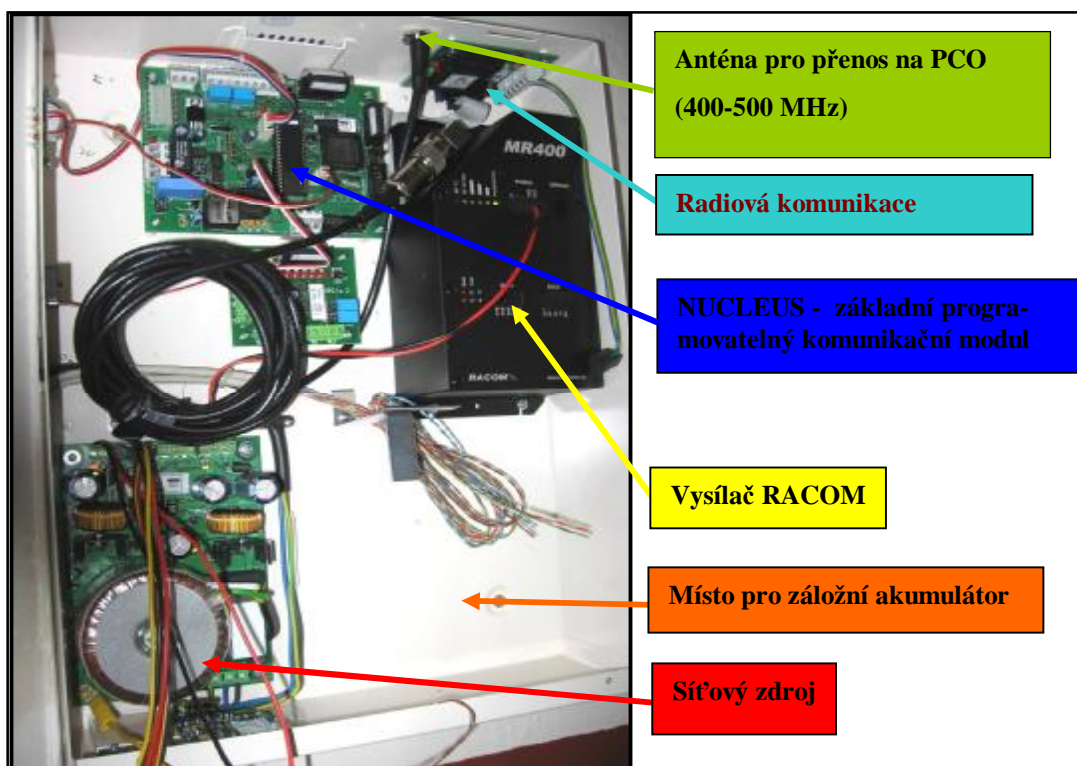 Anténa pro přenos na PCO
(400-500 MHz)
MR400
Radiová komunikace
NUCLEUS - základní progra-
movatelný komunikační modul
RACOM
Vysílač RACOM
Místo pro záložní akumulátor
Síťový zdroj